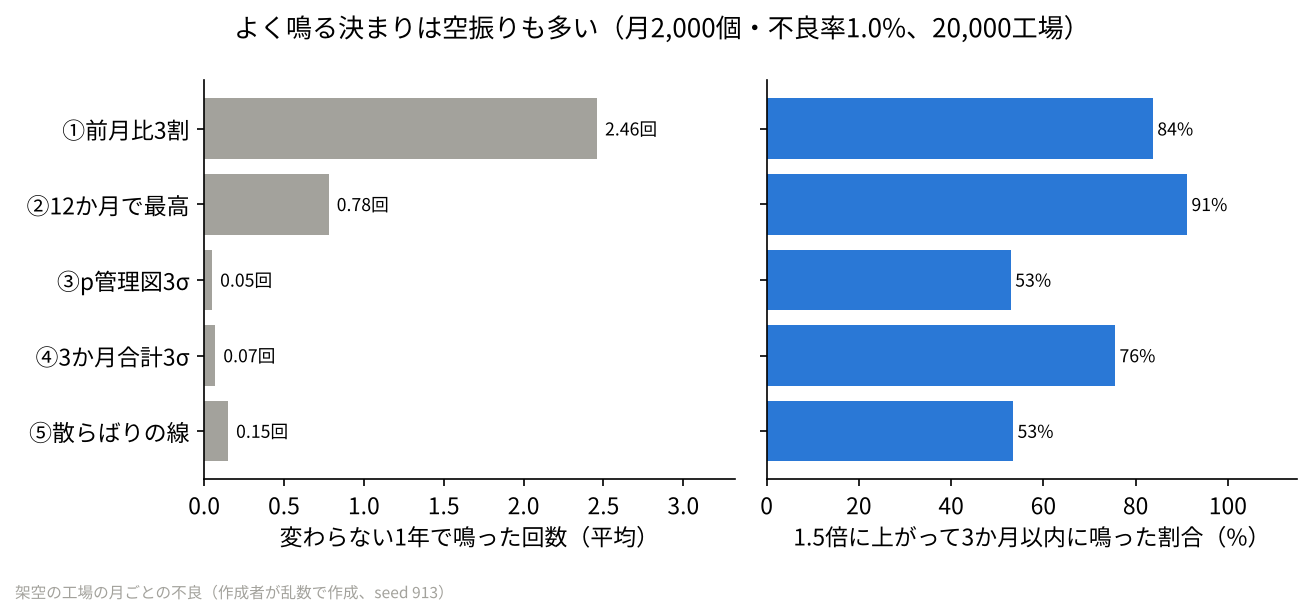 よく鳴る決まりは空振りも多い（月2,000個・不良率1.0%、20,000工場）
①前月比3割
2.46回
84%
②12か月で最高
0.78回
91%
③p管理図3σ
0.05回
53%
④3か月合計3σ
0.07回
76%
⑤散らばりの線
0.15回
53%
0.0 0.5 1.0 1.5 2.0 2.5 3.0
0 20 40 60 80 100
変わらない1年で鳴った回数（平均）
1.5倍に上がって3か月以内に鳴った割合（%）
架空の工場の月ごとの不良（作成者が乱数で作成、seed 913）